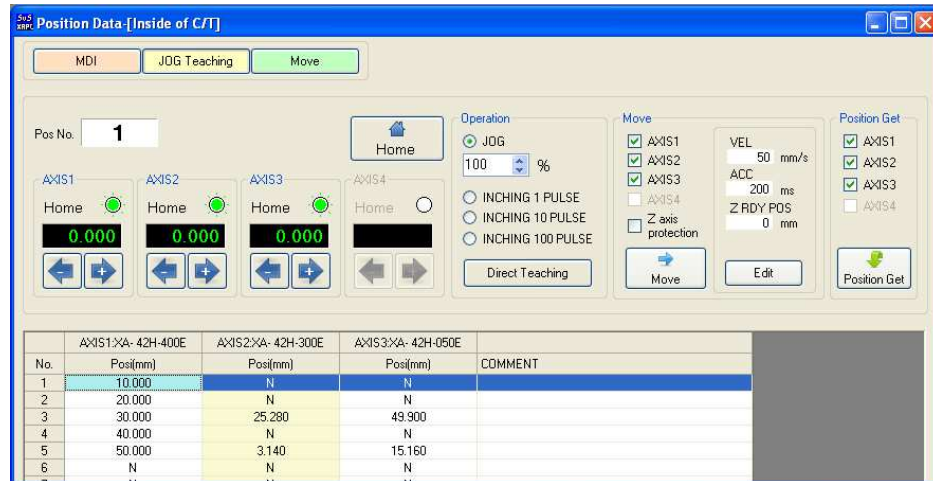 SUS XAPC Position Data-[Inside of C/T]
MDI JOG Teaching Move
Pos No. 1
Home
AXIS1 AXIS2 AXIS3 AXIS4
Home Home Home Home
0.000 0.000 0.000
- + - + - +
Operation
JOG
100 %
INCHING 1 PULSE
INCHING 10 PULSE
INCHING 100 PULSE
Direct Teaching
Move
AXIS1
AXIS2
AXIS3
AXIS4
Z axis
protection
Move
VEL
50 mm/s
ACC
200 ms
Z RDY POS
0 mm
Edit
Position Get
AXIS1
AXIS2
AXIS3
AXIS4
Position Get
AXIS1:XA- 42H-400E AXIS2:XA- 42H-300E AXIS3:XA- 42H-050E
No. Posi(mm) Posi(mm) Posi(mm) COMMENT
1 10.000 N N
2 20.000 N N
3 30.000 25.280 49.900
4 40.000 N N
5 50.000 3.140 15.160
6 N N N